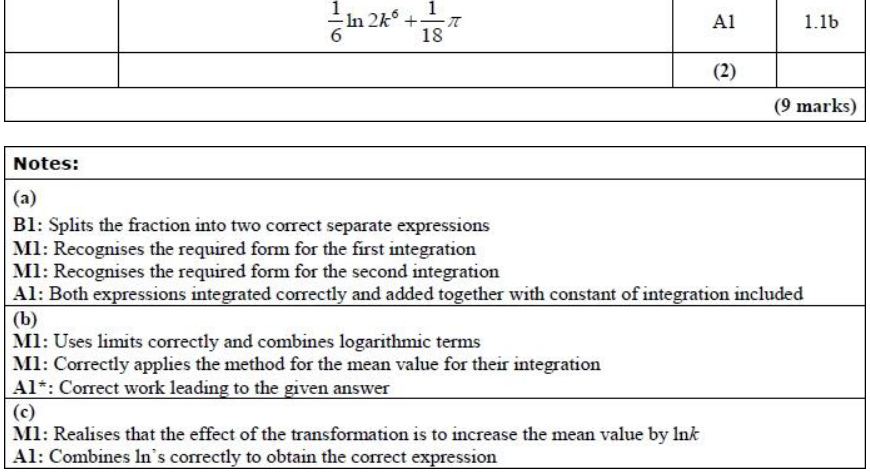 1/6 ln 2k⁶ + 1/18 π A1 1.1b
(2)
(9 marks)
Notes:
(a)
B1: Splits the fraction into two correct separate expressions
M1: Recognises the required form for the first integration
M1: Recognises the required form for the second integration
A1: Both expressions integrated correctly and added together with constant of integration included
(b)
M1: Uses limits correctly and combines logarithmic terms
M1: Correctly applies the method for the mean value for their integration
A1*: Correct work leading to the given answer
(c)
M1: Realises that the effect of the transformation is to increase the mean value by lnk
A1: Combines ln's correctly to obtain the correct expression